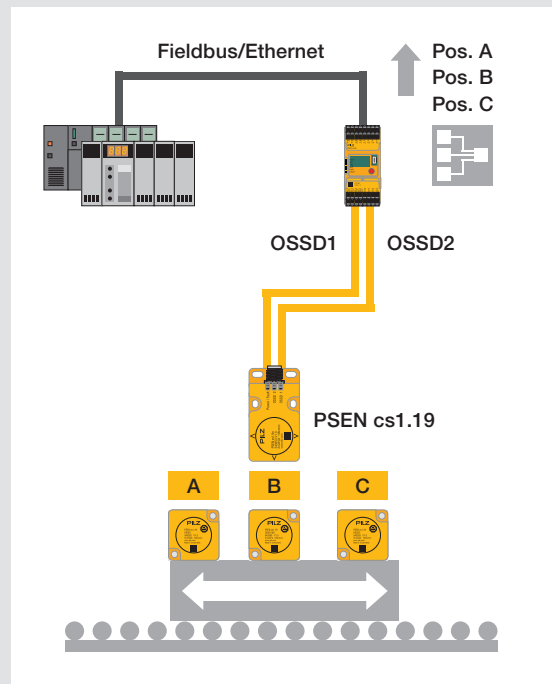 Fieldbus/Ethernet
Pos. A
Pos. B
Pos. C
OSSD1
OSSD2
PSEN cs1.19
PILZ
A
B
C
PILZ
PILZ
PILZ